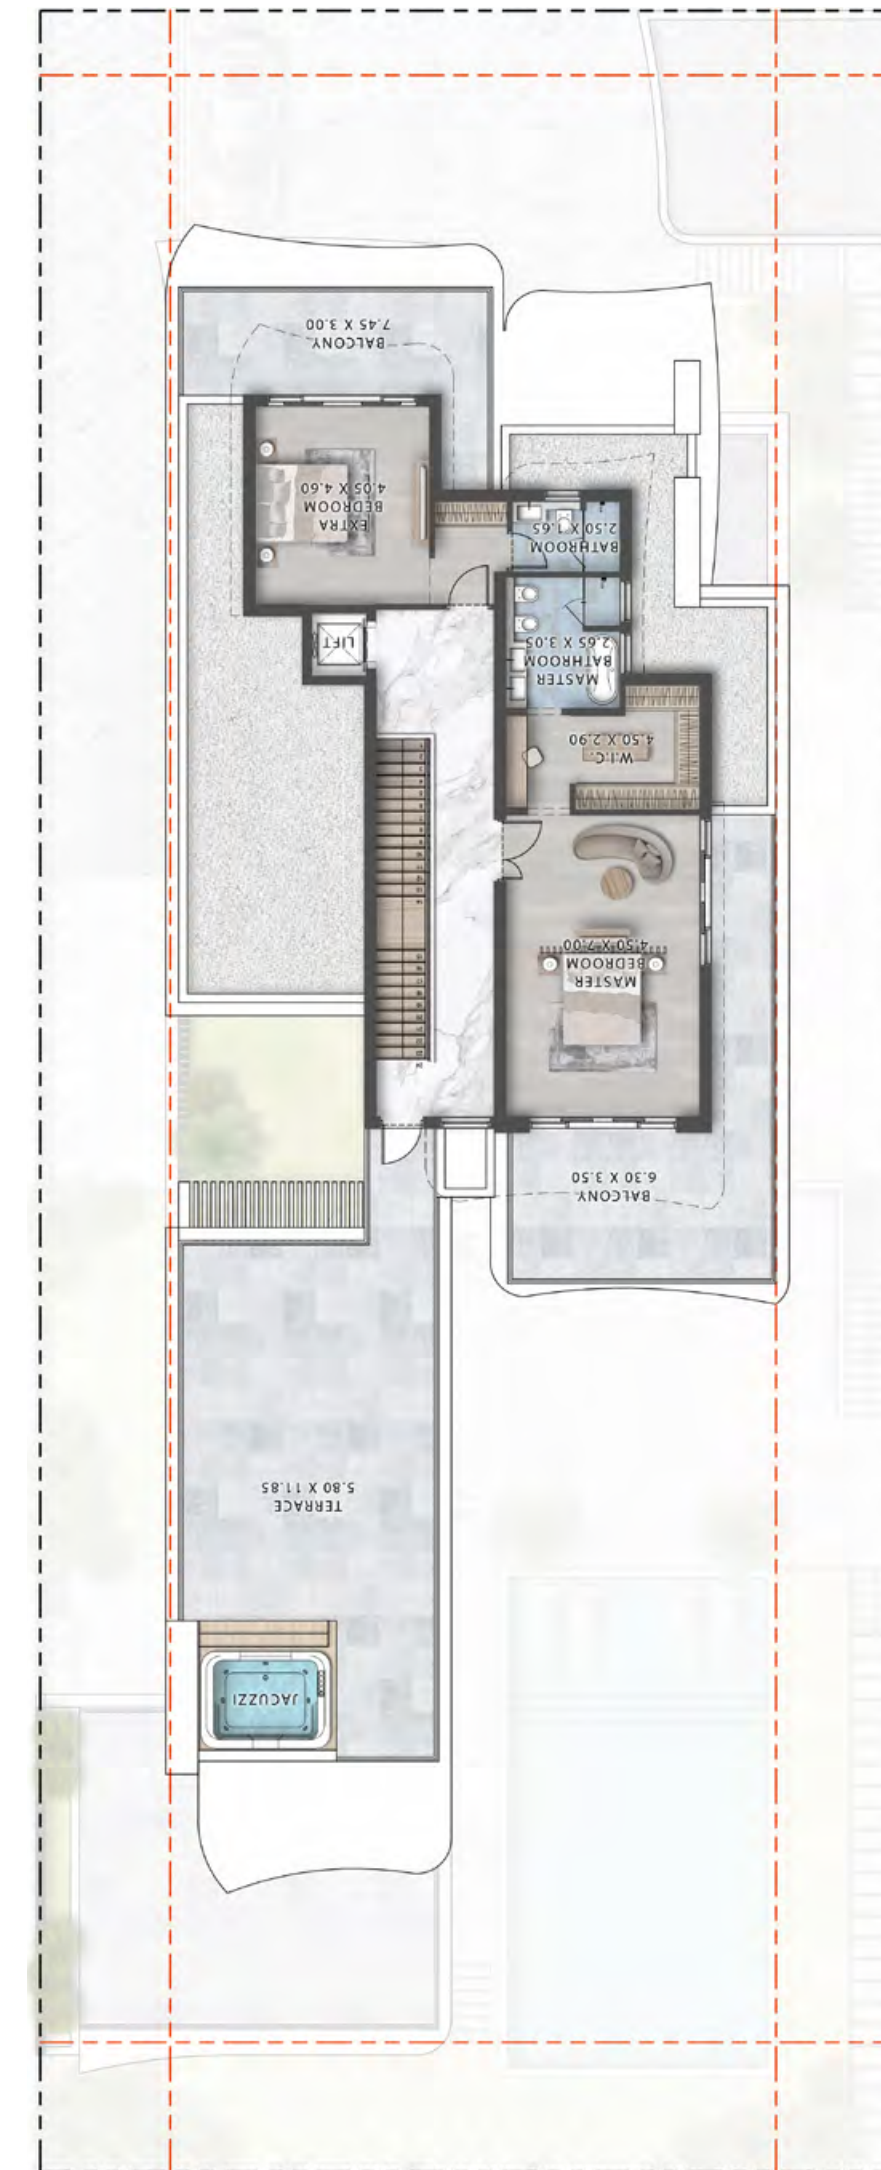 BALCONY
7.45 X 3.00
EXTRA
BEDROOM
4.05 X 4.60
BATHROOM
2.50 X 1.65
LIFT
MASTER
BATHROOM
2.65 X 3.05
W.I.C.
4.50 X 2.90
MASTER
BEDROOM
4.50 X 7.00
BALCONY
6.30 X 3.50
TERRACE
5.80 X 11.85
JACUZZI